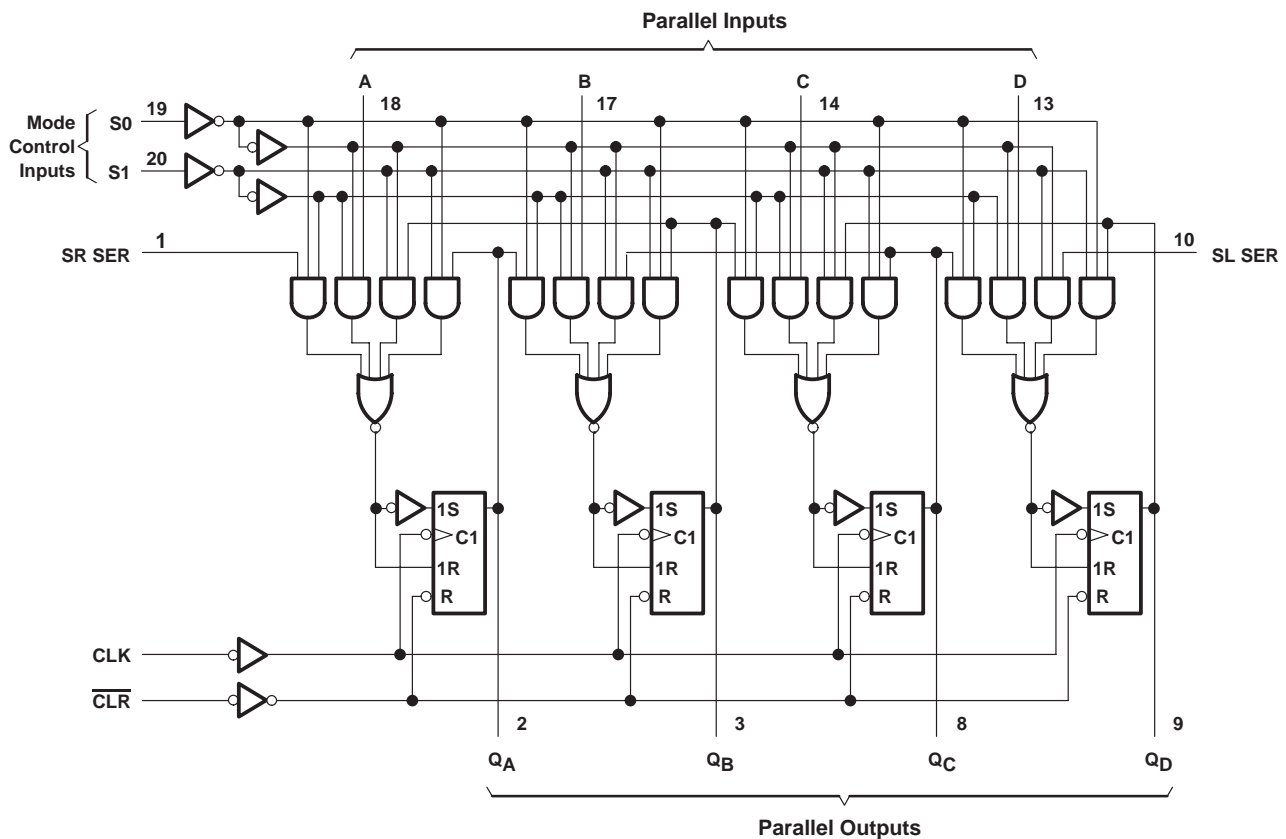 Parallel Inputs
A B C D
18 17 14 13
Mode Control Inputs
S0 19
S1 20
SR SER 1
10 SL SER
1S 1S 1S 1S
C1 C1 C1 C1
1R 1R 1R 1R
R R R R
CLK
C̅L̅R̅
2 3 8 9
QA QB QC QD
Parallel Outputs